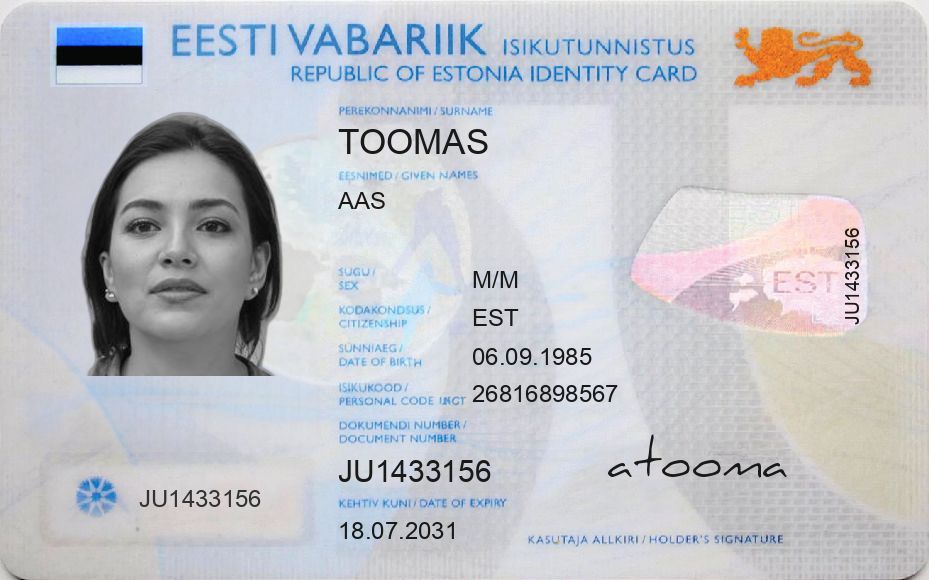 EESTI VABARIIK ISIKUTUNNISTUS
REPUBLIC OF ESTONIA IDENTITY CARD
PEREKONNANIMI / SURNAME
TOOMAS
EESNIMED / GIVEN NAMES
AAS
SUGU /
SEX
M/M
KODAKONDSUS /
CITIZENSHIP
EST
SÜNNIAEG /
DATE OF BIRTH
06.09.1985
ISIKUKOOD /
PERSONAL CODE
26816898567
DOKUMENDI NUMBER /
DOCUMENT NUMBER
JU1433156
KEHTIV KUNI / DATE OF EXPIRY
18.07.2031
JU1433156
EST
JU1433156
atooma
KASUTAJA ALLKIRI / HOLDER'S SIGNATURE